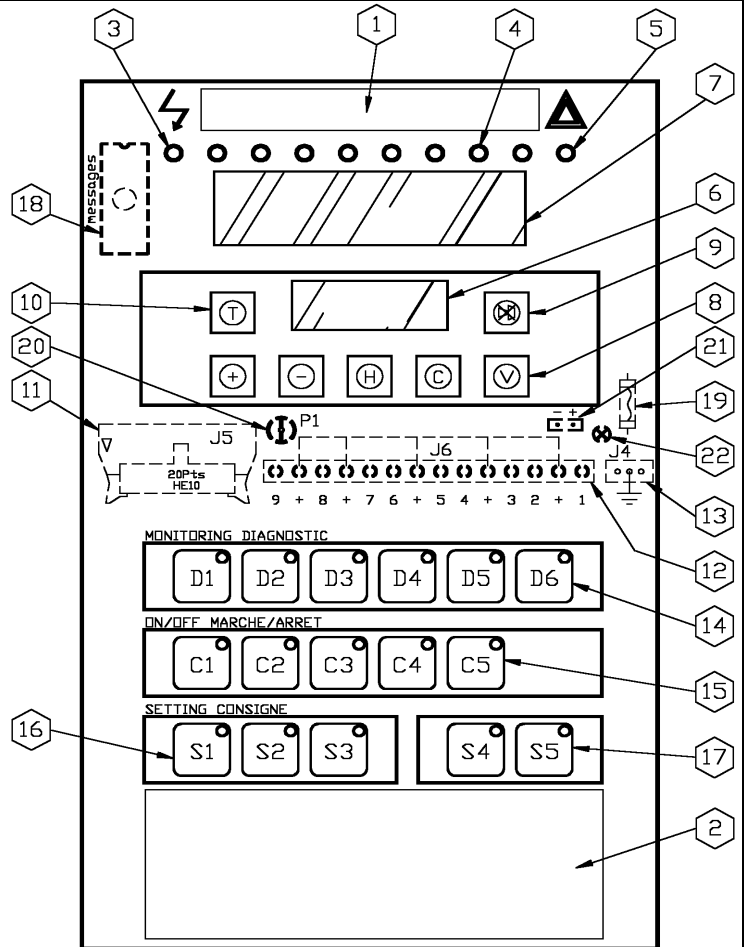 3 1 4 5
7
messages
18
6
T
10
9
+ - H C V
8
20
21
11
P1
- +
19
J5
J6
J4
22
20Pts
HE10
9 + 8 + 7 6 + 5 4 + 3 2 + 1
13
12
MONITORING DIAGNOSTIC
D1 D2 D3 D4 D5 D6
14
ON/OFF MARCHE/ARRET
C1 C2 C3 C4 C5
15
SETTING CONSIGNE
16
S1 S2 S3 S4 S5
17
2